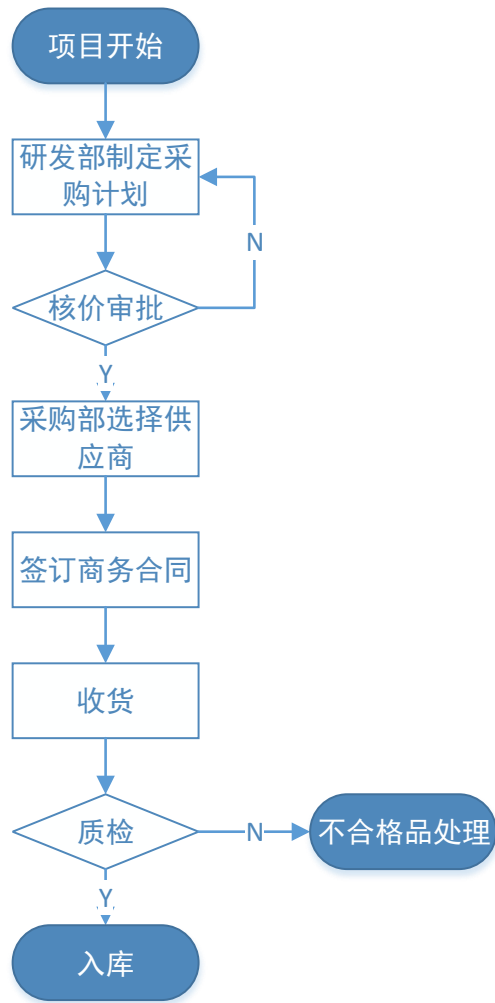 项目开始
研发部制定采
购计划
N
核价审批
Y
采购部选择供
应商
签订商务合同
收货
质检
N
不合格品处理
Y
入库